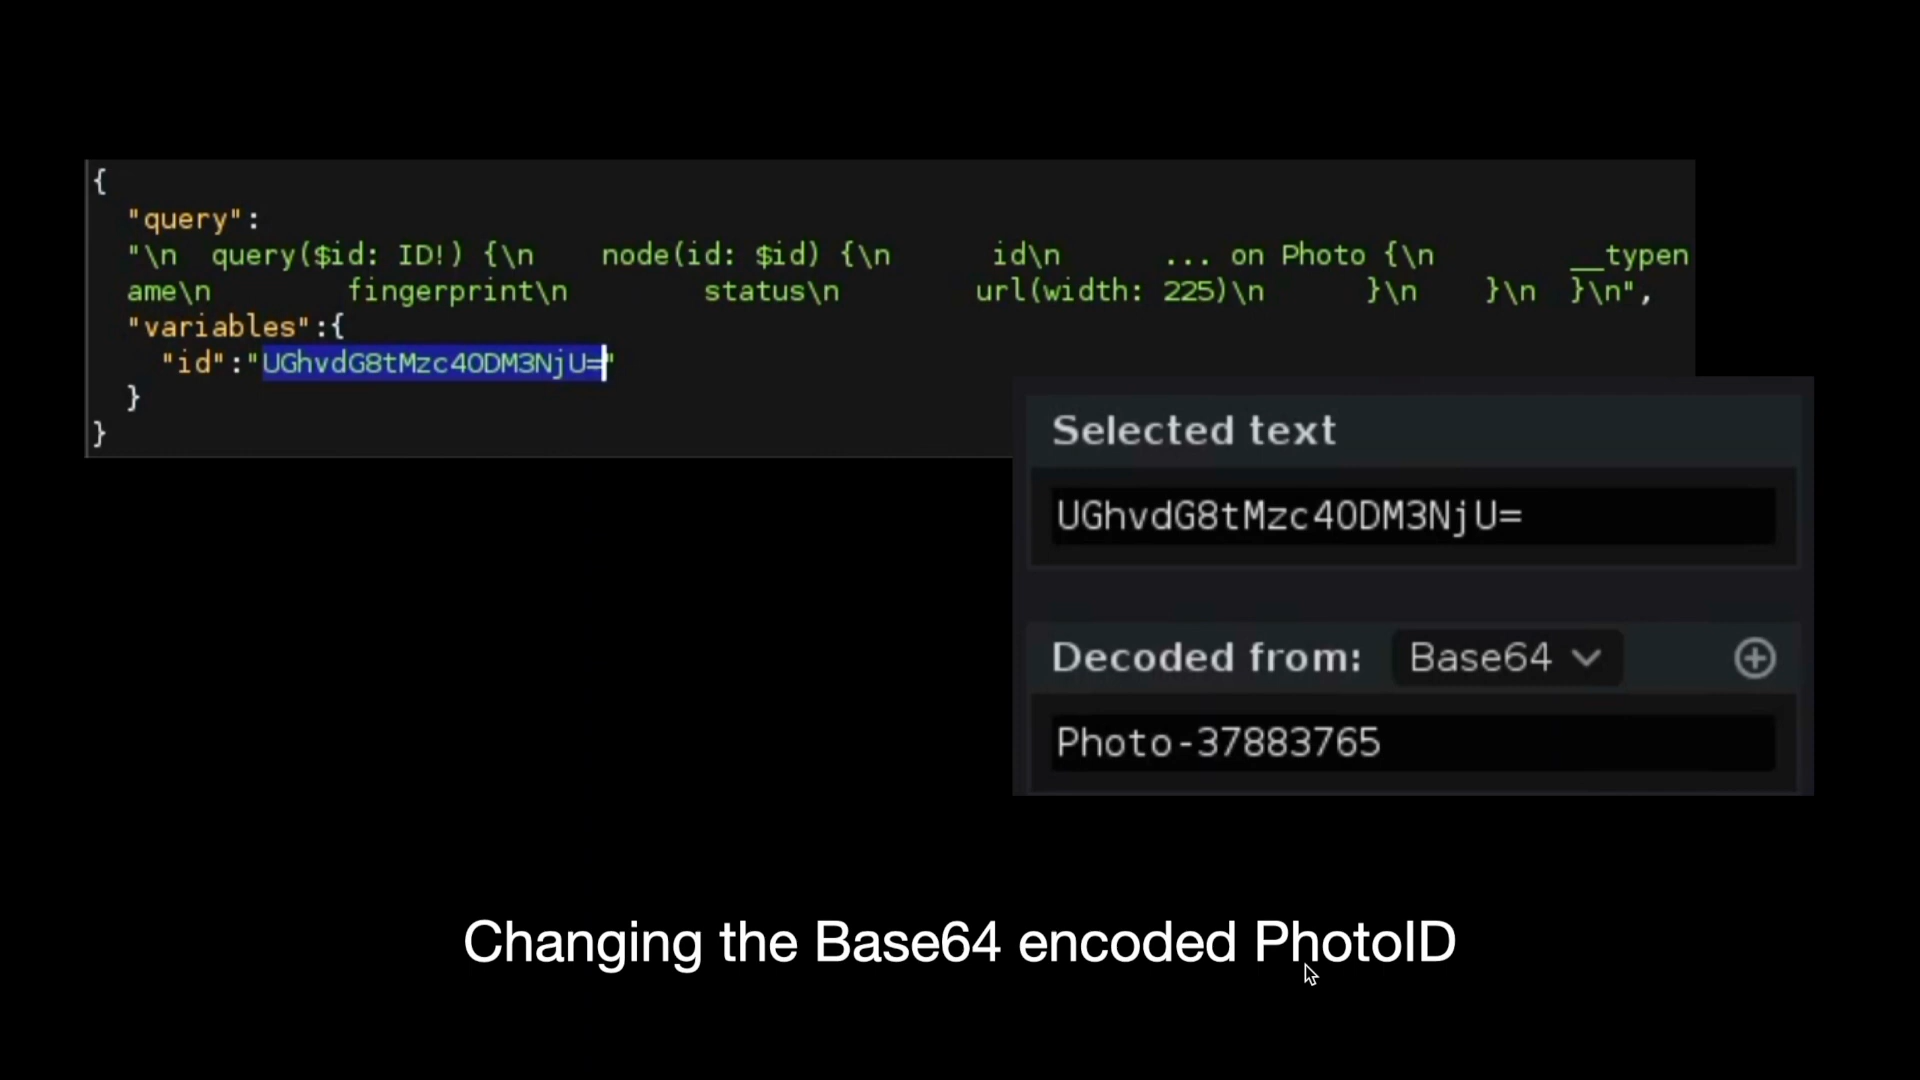 {
"query":
"\n query($id: ID!) {\n node(id: $id) {\n id\n ... on Photo {\n __typen
ame\n fingerprint\n status\n url(width: 225)\n }\n }\n }\n",
"variables":{
"id":"UGhvdG8tMzc4ODM3NjU="
}
}
Selected text
UGhvdG8tMzc4ODM3NjU=
Decoded from: Base64
Photo-37883765
Changing the Base64 encoded PhotoID